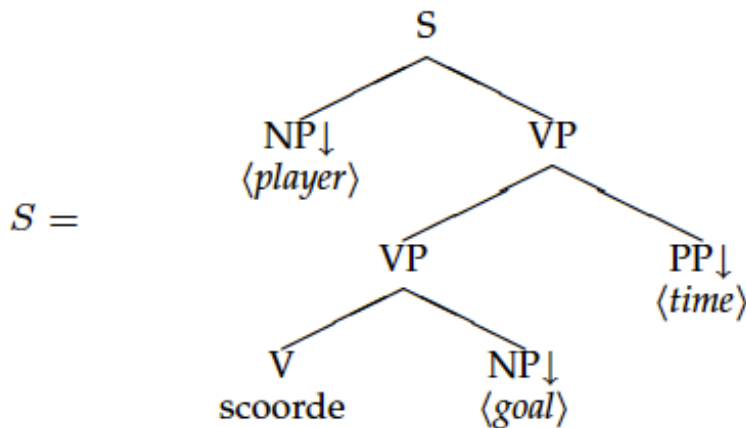 S
NP↓ VP
⟨player⟩
S =
VP PP↓
⟨time⟩
V NP↓
scoorde ⟨goal⟩